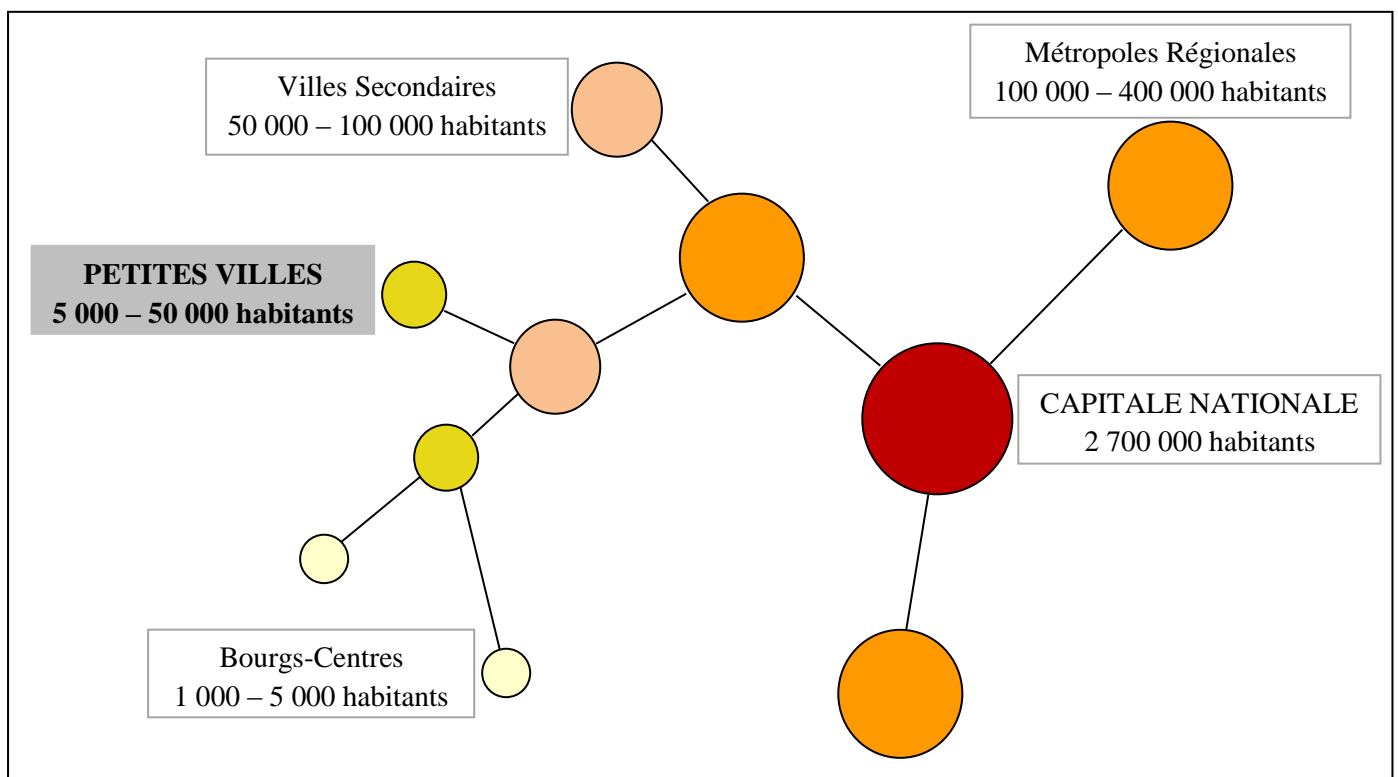 Villes Secondaires
50 000 – 100 000 habitants
Métropoles Régionales
100 000 – 400 000 habitants
PETITES VILLES
5 000 – 50 000 habitants
CAPITALE NATIONALE
2 700 000 habitants
Bourgs-Centres
1 000 – 5 000 habitants